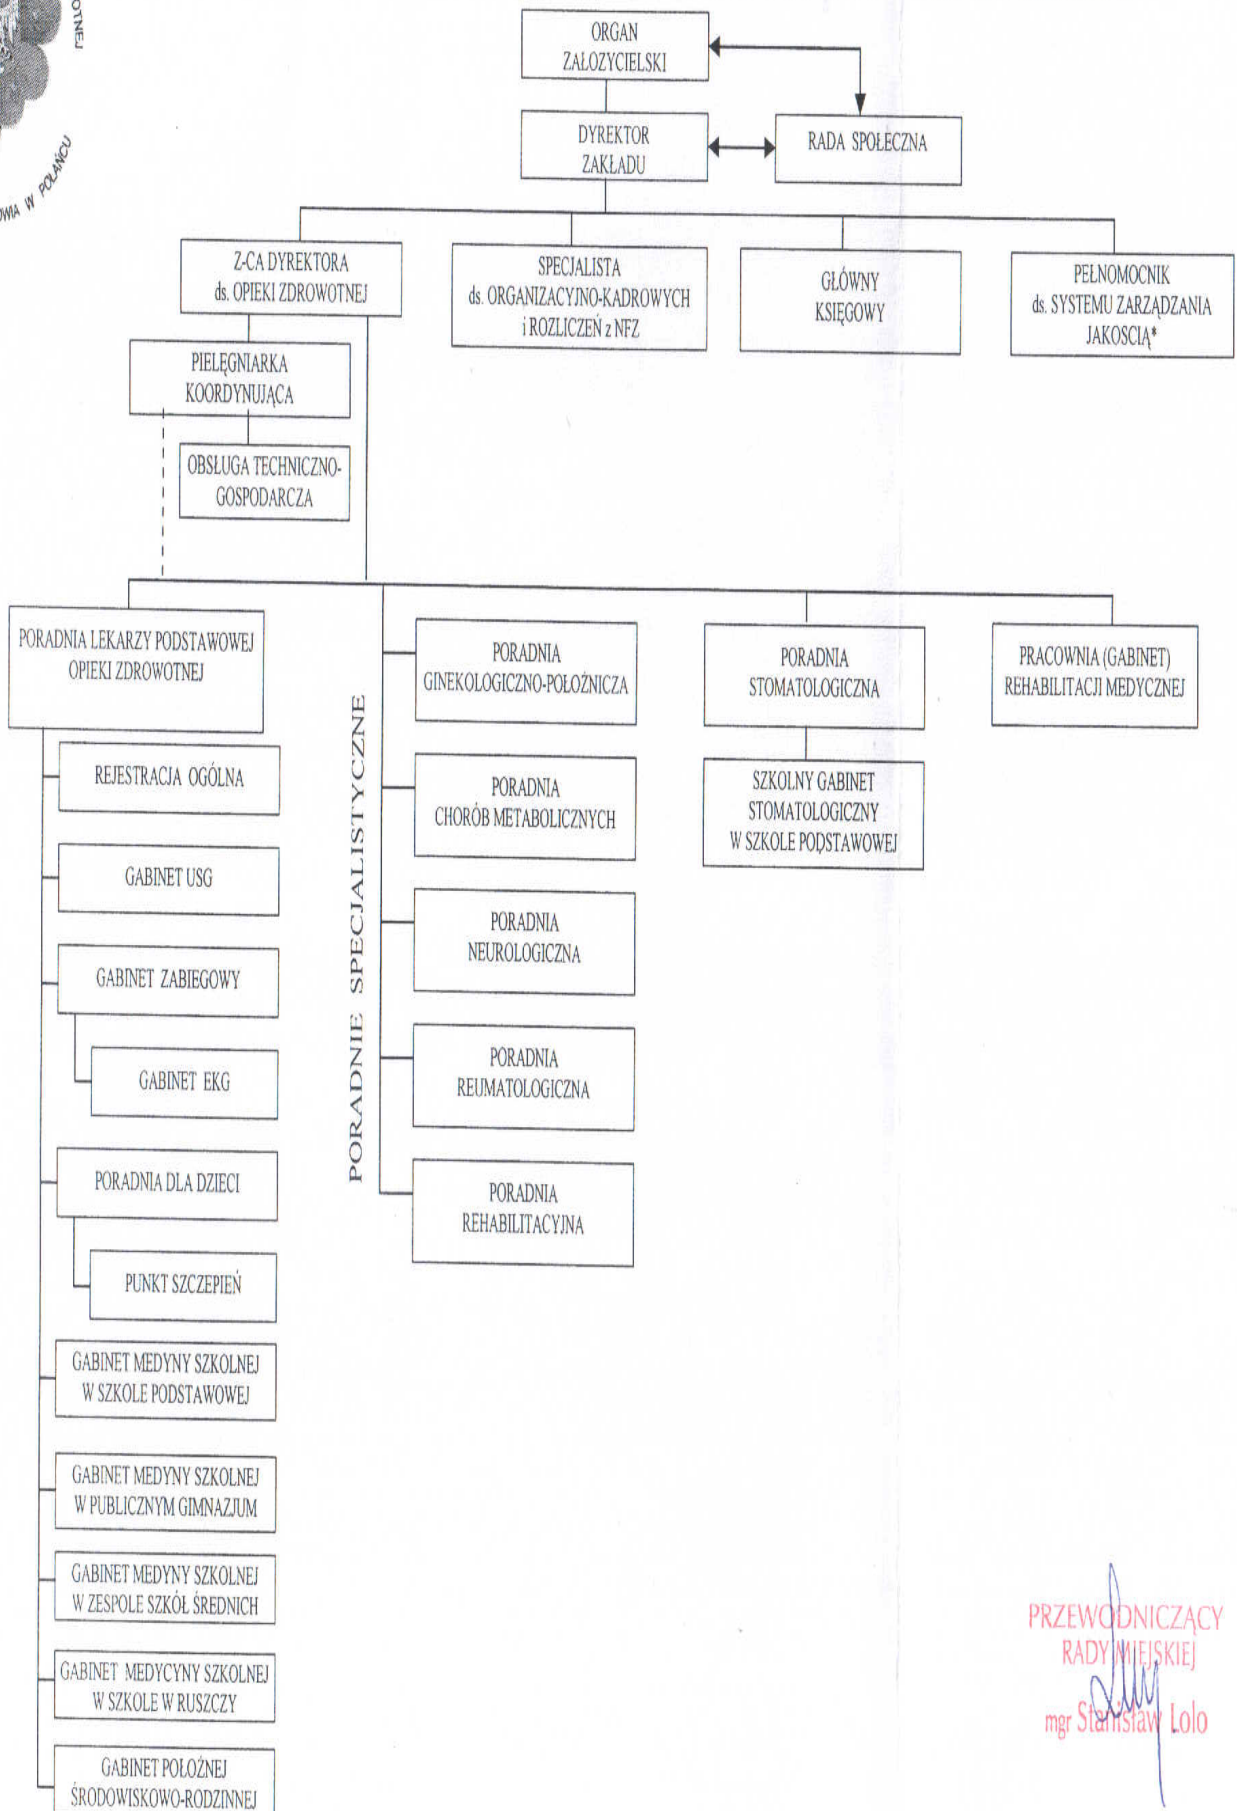 OTNEJ
OWIA W POŁAŃCU
ORGAN
ZAŁOZYCIELSKI
DYREKTOR
ZAKŁADU
RADA SPOŁECZNA
Z-CA DYREKTORA
ds. OPIEKI ZDROWOTNEJ
SPECJALISTA
ds. ORGANIZACYJNO-KADROWYCH
i ROZLICZEŃ z NFZ
GŁÓWNY
KSIĘGOWY
PEŁNOMOCNIK
ds. SYSTEMU ZARZĄDZANIA
JAKOSCIĄ*
PIELĘGNIARKA
KOORDYNUJĄCA
OBSŁUGA TECHNICZNO-
GOSPODARCZA
PORADNIA LEKARZY PODSTAWOWEJ
OPIEKI ZDROWOTNEJ
REJESTRACJA OGÓLNA
GABINET USG
GABINET ZABIEGOWY
GABINET EKG
PORADNIA DLA DZIECI
PUNKT SZCZEPIEŃ
GABINET MEDYNY SZKOLNEJ
W SZKOLE PODSTAWOWEJ
GABINET MEDYNY SZKOLNEJ
W PUBLICZNYM GIMNAZJUM
GABINET MEDYNY SZKOLNEJ
W ZESPOLE SZKÓŁ ŚREDNICH
GABINET MEDYCYNY SZKOLNEJ
W SZKOLE W RUSZCZY
GABINET POŁOŻNEJ
ŚRODOWISKOWO-RODZINNEJ
PORADNIE SPECJALISTYCZNE
PORADNIA
GINEKOLOGICZNO-POŁOŻNICZA
PORADNIA
CHORÓB METABOLICZNYCH
PORADNIA
NEUROLOGICZNA
PORADNIA
REUMATOLOGICZNA
PORADNIA
REHABILITACYJNA
PORADNIA
STOMATOLOGICZNA
SZKOLNY GABINET
STOMATOLOGICZNY
W SZKOLE PODSTAWOWEJ
PRACOWNIA (GABINET)
REHABILITACJI MEDYCZNEJ
PRZEWODNICZĄCY
RADY MIEJSKIEJ
mgr Stanisław Lolo